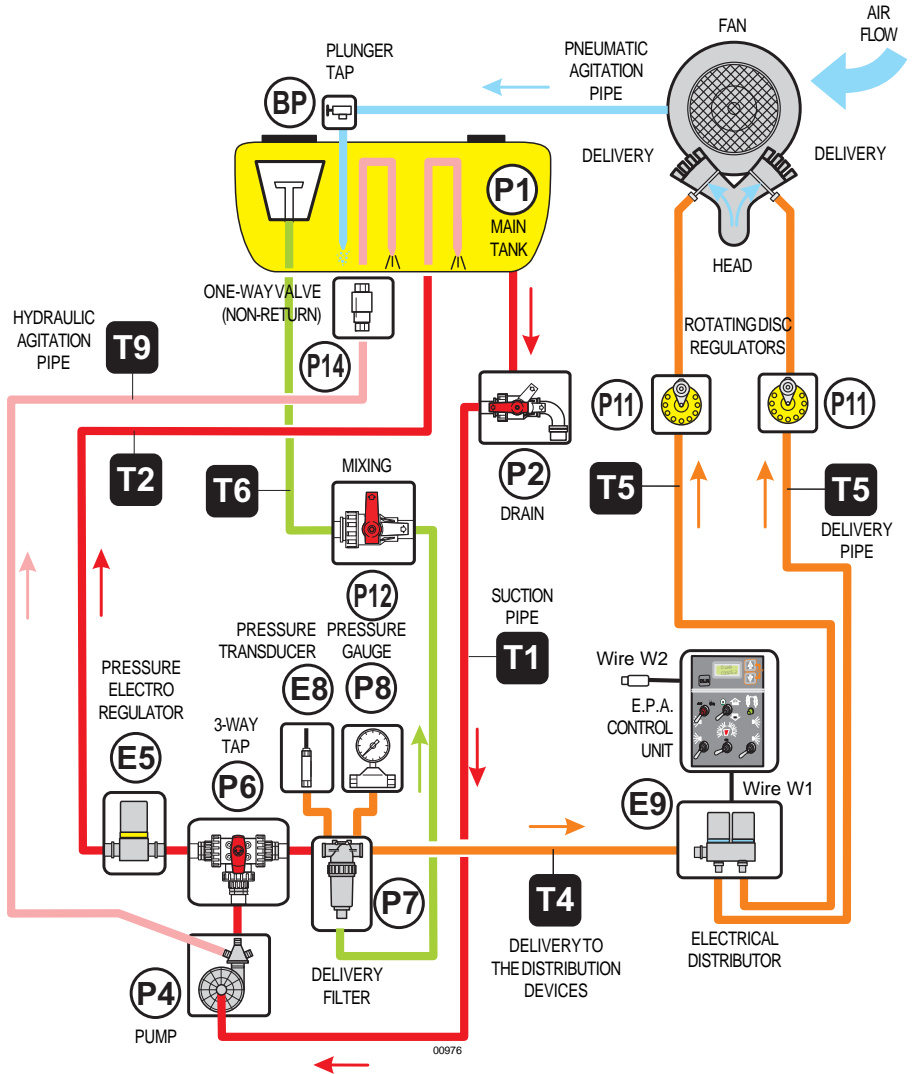 FAN
AIR
FLOW
PLUNGER
TAP
PNEUMATIC
AGITATION
PIPE
BP
DELIVERY
DELIVERY
P1
MAIN
TANK
HEAD
ONE-WAY VALVE
(NON-RETURN)
HYDRAULIC
AGITATION
PIPE
T9
P14
ROTATING DISC
REGULATORS
P11
P11
T2
T6
MIXING
P2
DRAIN
T5
T5
DELIVERY
PIPE
P12
SUCTION
PIPE
T1
PRESSURE
TRANSDUCER
PRESSURE
GAUGE
E8
P8
Wire W2
E.P.A.
CONTROL
UNIT
PRESSURE
ELECTRO
REGULATOR
E5
3-WAY
TAP
P6
Wire W1
E9
P7
T4
DELIVERY TO
THE DISTRIBUTION
DEVICES
ELECTRICAL
DISTRIBUTOR
DELIVERY
FILTER
P4
PUMP
00976